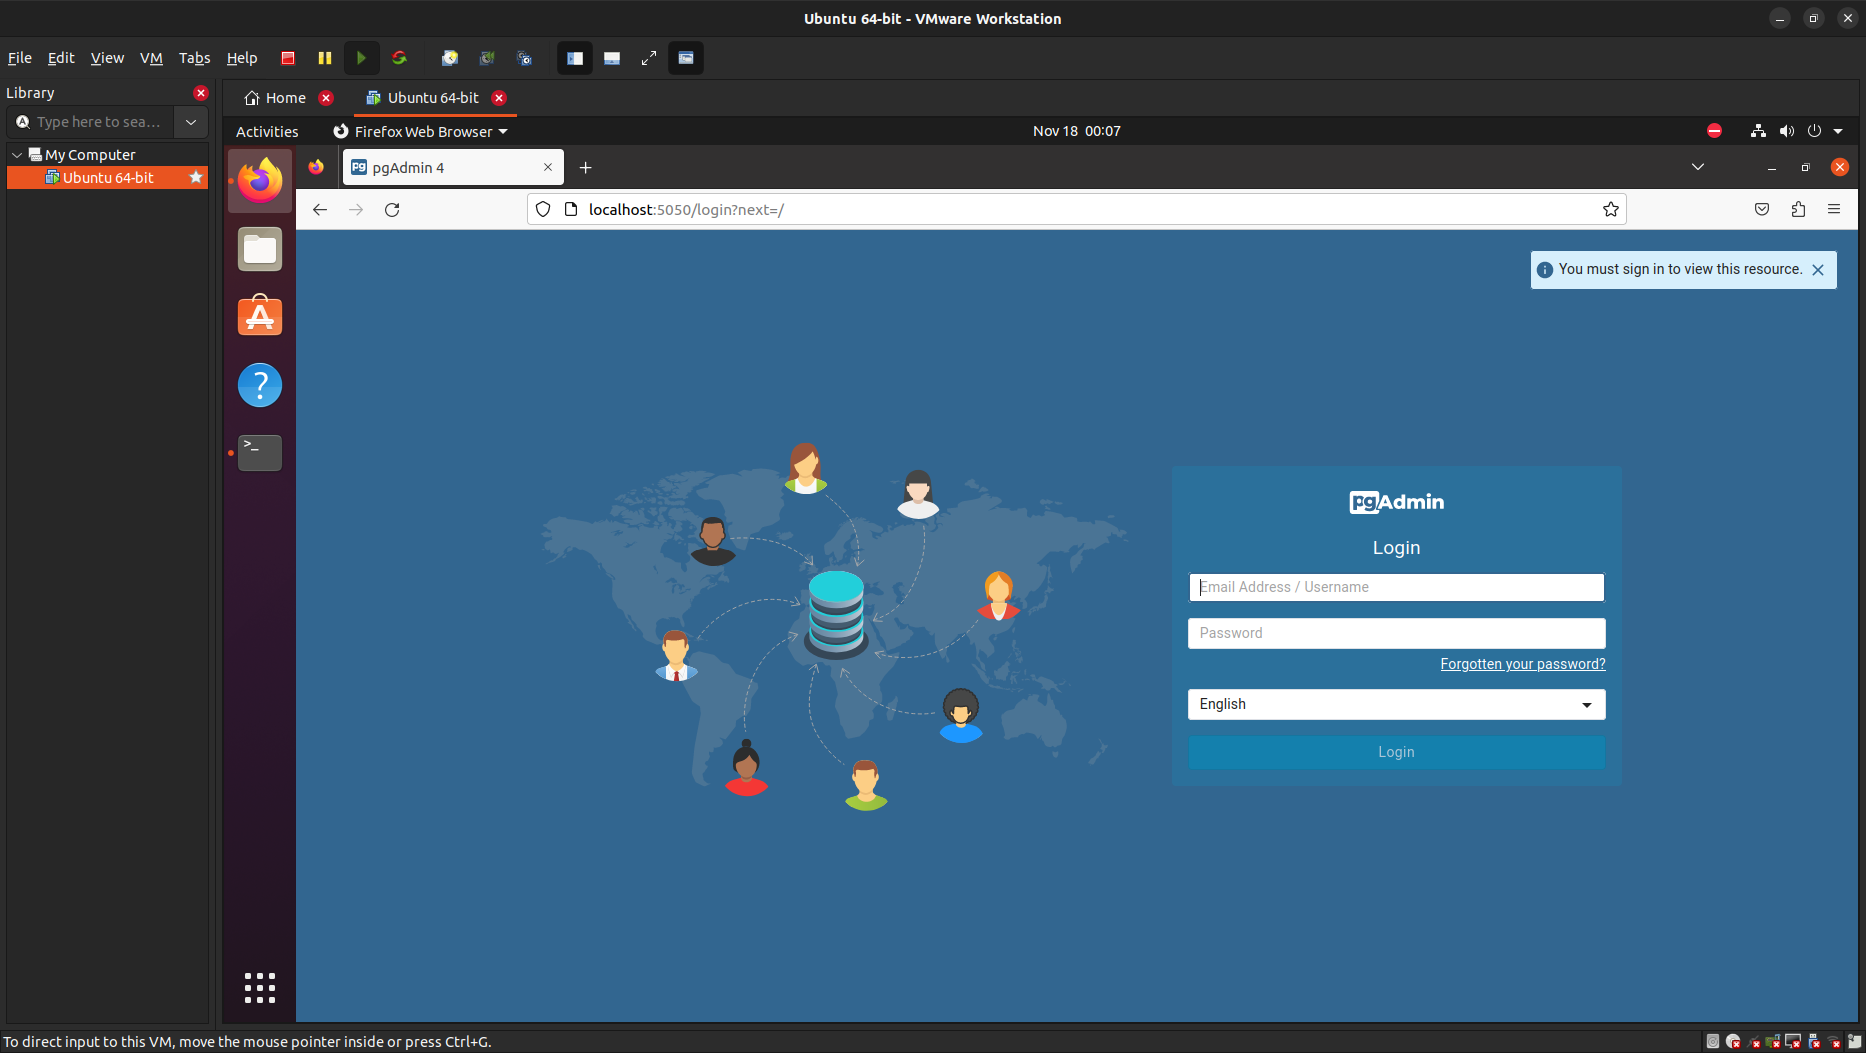 Ubuntu 64-bit - VMware Workstation
File Edit View VM Tabs Help
Library
Home
Ubuntu 64-bit
Type here to sea...
Activities
Firefox Web Browser
Nov 18 00:07
My Computer
Ubuntu 64-bit
pgAdmin 4
localhost:5050/login?next=/
You must sign in to view this resource.
pgAdmin
Login
Email Address / Username
Password
Forgotten your password?
English
Login
To direct input to this VM, move the mouse pointer inside or press Ctrl+G.